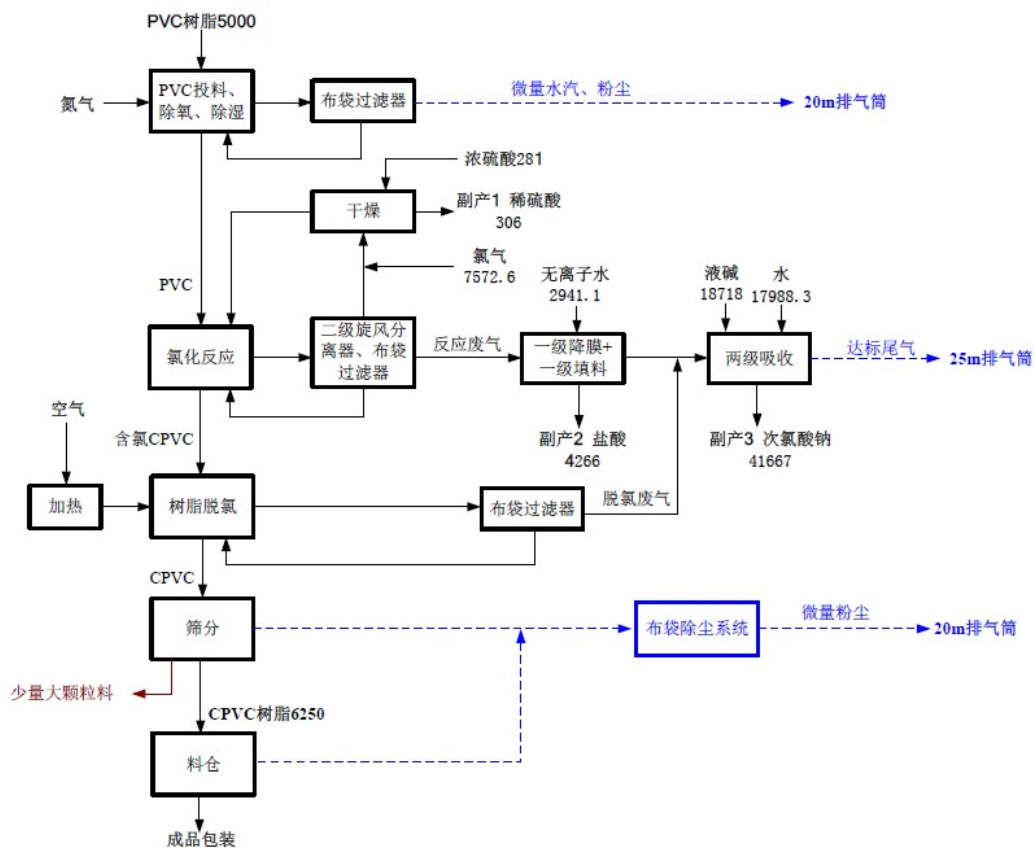 PVC树脂5000
氮气
PVC投料、
除氧、除湿
布袋过滤器
微量水汽、粉尘
20m排气筒
浓硫酸281
干燥
副产1 稀硫酸
306
氯气
7572.6
无离子水
2941.1
液碱
18718
水
17988.3
PVC
氯化反应
二级旋风分
离器、布袋
过滤器
反应废气
一级降膜+
一级填料
两级吸收
达标尾气
25m排气筒
空气
含氯CPVC
副产2 盐酸
4266
副产3 次氯酸钠
41667
加热
树脂脱氯
布袋过滤器
脱氯废气
CPVC
筛分
布袋除尘系统
微量粉尘
20m排气筒
少量大颗粒料
CPVC树脂6250
料仓
成品包装